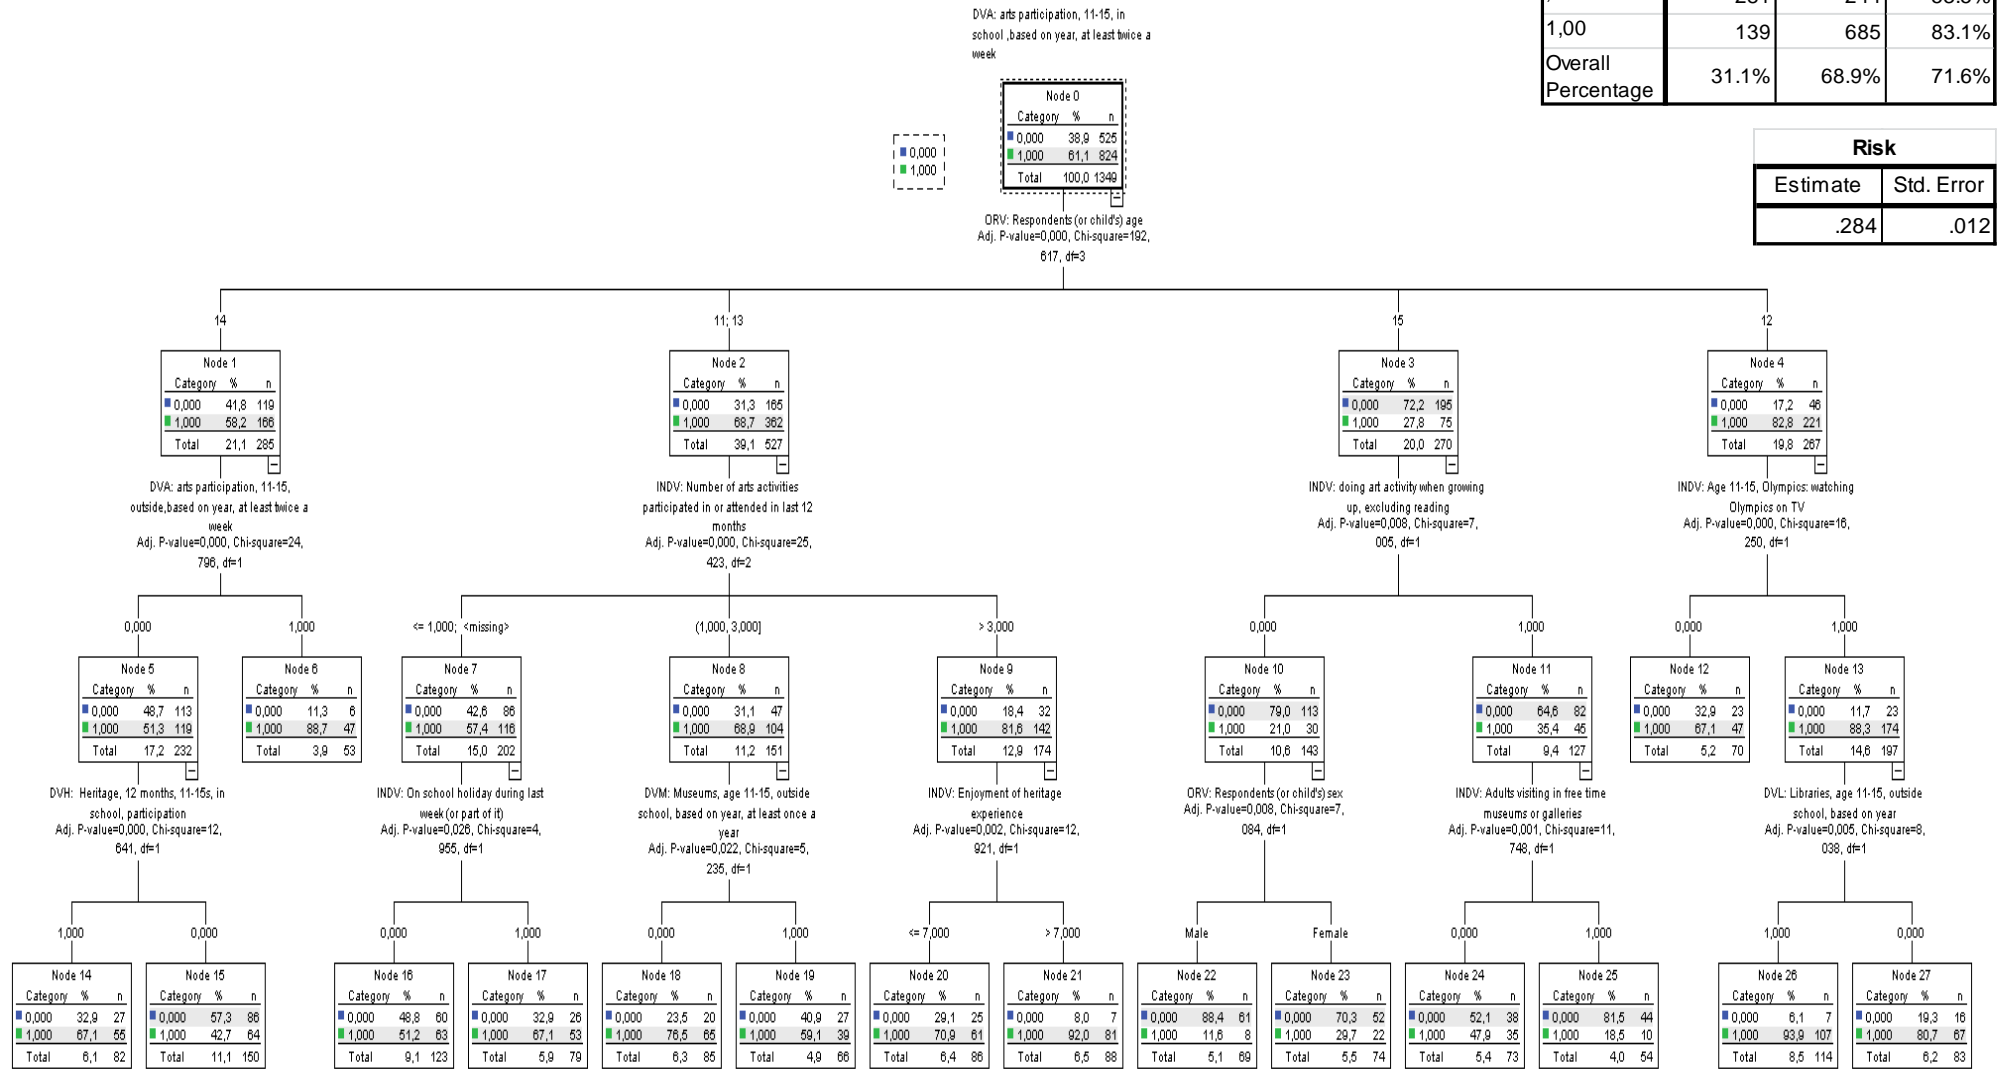 DVA: arts participation, 11-15, in
school ,based on year, at least twice a
week
1,00 139 685 83.1%
Overall
Percentage 31.1% 68.9% 71.6%
Risk
Estimate Std. Error
.284 .012
0,000
1,000
Node 0
Category % n
0,000 38,9 525
1,000 61,1 824
Total 100,0 1349
ORV: Respondents (or child's) age
Adj. P-value=0,000, Chi-square=192,
617, df=3
14
11; 13
15
12
Node 1
Category % n
0,000 41,8 119
1,000 58,2 166
Total 21,1 285
DVA: arts participation, 11-15,
outside,based on year, at least twice a
week
Adj. P-value=0,000, Chi-square=24,
796, df=1
Node 2
Category % n
0,000 31,3 165
1,000 68,7 362
Total 39,1 527
INDV: Number of arts activities
participated in or attended in last 12
months
Adj. P-value=0,000, Chi-square=25,
423, df=2
Node 3
Category % n
0,000 72,2 195
1,000 27,8 75
Total 20,0 270
INDV: doing art activity when growing
up, excluding reading
Adj. P-value=0,008, Chi-square=7,
005, df=1
Node 4
Category % n
0,000 17,2 46
1,000 82,8 221
Total 19,8 267
INDV: Age 11-15, Olympics: watching
Olympics on TV
Adj. P-value=0,000, Chi-square=16,
250, df=1
0,000
1,000
<= 1,000; <missing>
(1,000, 3,000]
> 3,000
0,000
1,000
0,000
1,000
Node 5
Category % n
0,000 48,7 113
1,000 51,3 119
Total 17,2 232
DVH: Heritage, 12 months, 11-15s, in
school, participation
Adj. P-value=0,000, Chi-square=12,
641, df=1
Node 6
Category % n
0,000 11,3 6
1,000 88,7 47
Total 3,9 53
Node 7
Category % n
0,000 42,6 86
1,000 57,4 116
Total 15,0 202
INDV: On school holiday during last
week (or part of it)
Adj. P-value=0,026, Chi-square=4,
955, df=1
Node 8
Category % n
0,000 31,1 47
1,000 68,9 104
Total 11,2 151
DVM: Museums, age 11-15, outside
school, based on year, at least once a
year
Adj. P-value=0,022, Chi-square=5,
235, df=1
Node 9
Category % n
0,000 18,4 32
1,000 81,6 142
Total 12,9 174
INDV: Enjoyment of heritage
experience
Adj. P-value=0,002, Chi-square=12,
921, df=1
Node 10
Category % n
0,000 79,0 113
1,000 21,0 30
Total 10,6 143
ORV: Respondents (or child's) sex
Adj. P-value=0,008, Chi-square=7,
084, df=1
Node 11
Category % n
0,000 64,6 82
1,000 35,4 45
Total 9,4 127
INDV: Adults visiting in free time
museums or galleries
Adj. P-value=0,001, Chi-square=11,
748, df=1
Node 12
Category % n
0,000 32,9 23
1,000 67,1 47
Total 5,2 70
Node 13
Category % n
0,000 11,7 23
1,000 88,3 174
Total 14,6 197
DVL: Libraries, age 11-15, outside
school, based on year
Adj. P-value=0,005, Chi-square=8,
038, df=1
1,000
0,000
0,000
1,000
0,000
1,000
<= 7,000
> 7,000
Male
Female
0,000
1,000
1,000
0,000
Node 14
Category % n
0,000 32,9 27
1,000 67,1 55
Total 6,1 82
Node 15
Category % n
0,000 57,3 86
1,000 42,7 64
Total 11,1 150
Node 16
Category % n
0,000 48,8 60
1,000 51,2 63
Total 9,1 123
Node 17
Category % n
0,000 32,9 26
1,000 67,1 53
Total 5,9 79
Node 18
Category % n
0,000 23,5 20
1,000 76,5 65
Total 6,3 85
Node 19
Category % n
0,000 40,9 27
1,000 59,1 39
Total 4,9 66
Node 20
Category % n
0,000 29,1 25
1,000 70,9 61
Total 6,4 86
Node 21
Category % n
0,000 8,0 7
1,000 92,0 81
Total 6,5 88
Node 22
Category % n
0,000 88,4 61
1,000 11,6 8
Total 5,1 69
Node 23
Category % n
0,000 70,3 52
1,000 29,7 22
Total 5,5 74
Node 24
Category % n
0,000 52,1 38
1,000 47,9 35
Total 5,4 73
Node 25
Category % n
0,000 81,5 44
1,000 18,5 10
Total 4,0 54
Node 26
Category % n
0,000 6,1 7
1,000 93,9 107
Total 8,5 114
Node 27
Category % n
0,000 19,3 16
1,000 80,7 67
Total 6,2 83